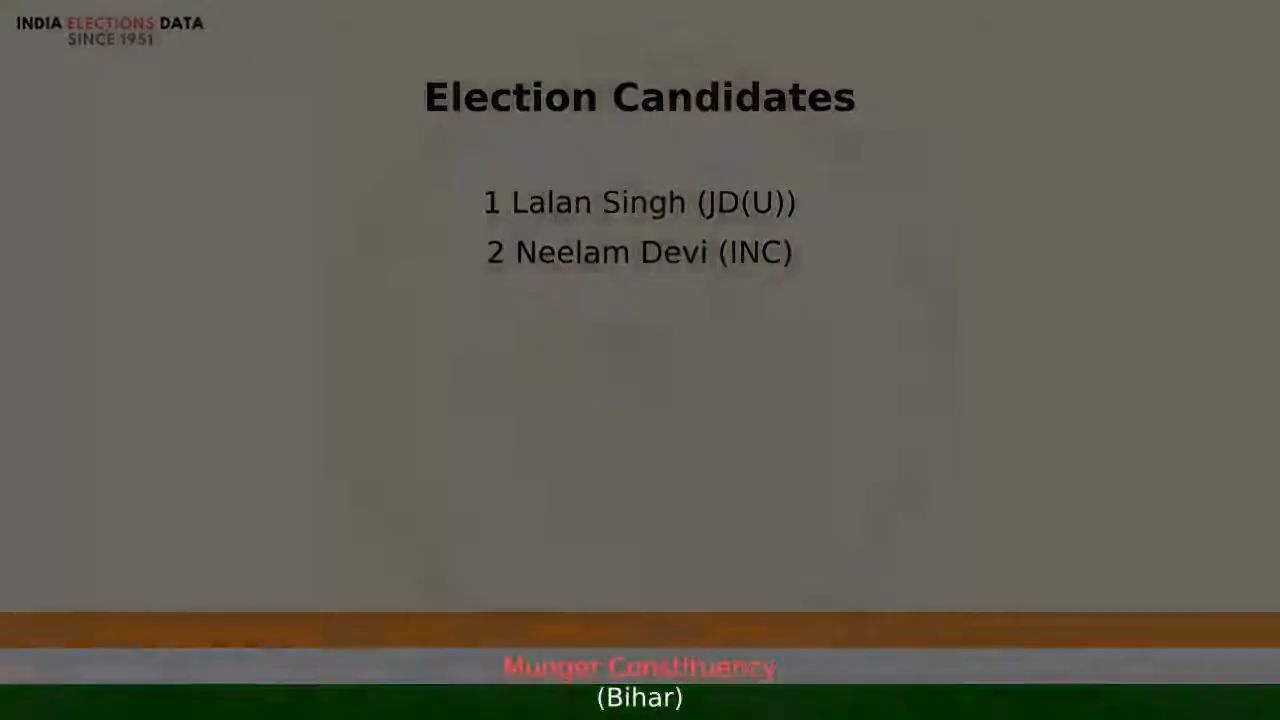 INDIA ELECTIONS DATA
SINCE 1951
Election Candidates
1 Lalan Singh (JD(U))
2 Neelam Devi (INC)
Munger Constituency
(Bihar)